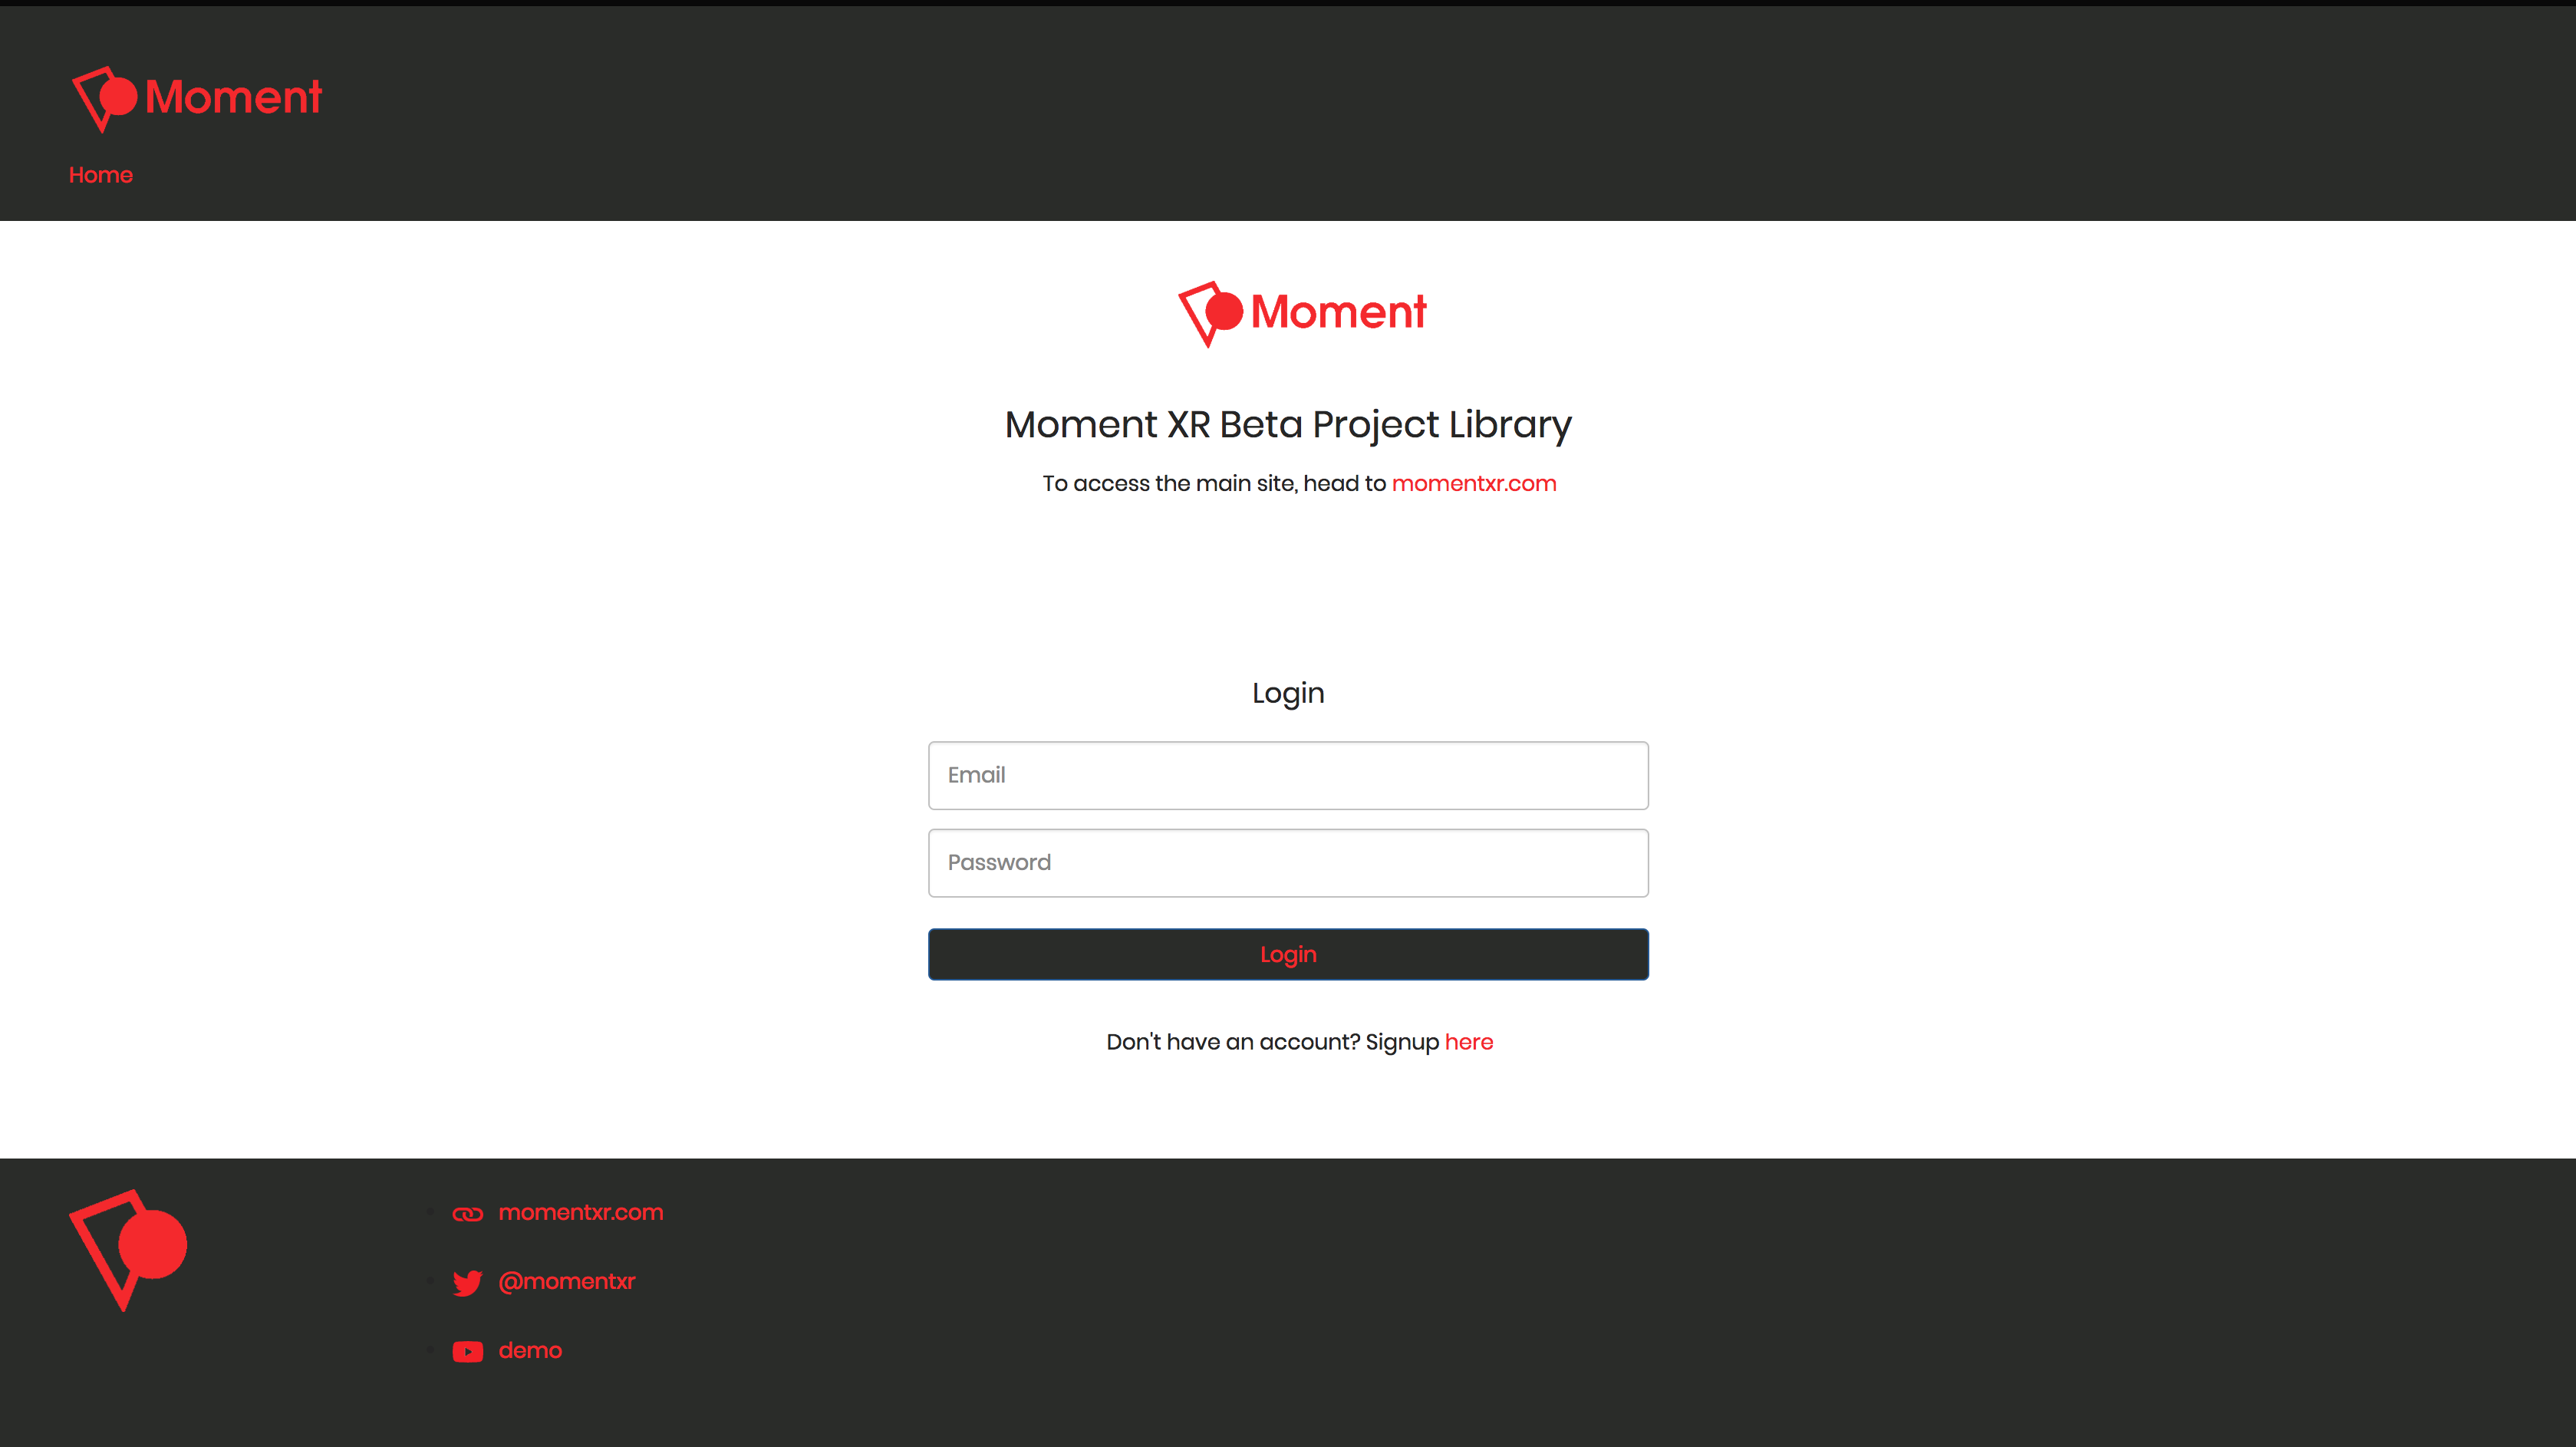 Moment
Home
Moment
Moment XR Beta Project Library
To access the main site, head to momentxr.com
Login
Email
Password
Login
Don't have an account? Signup here
momentxr.com
@momentxr
demo